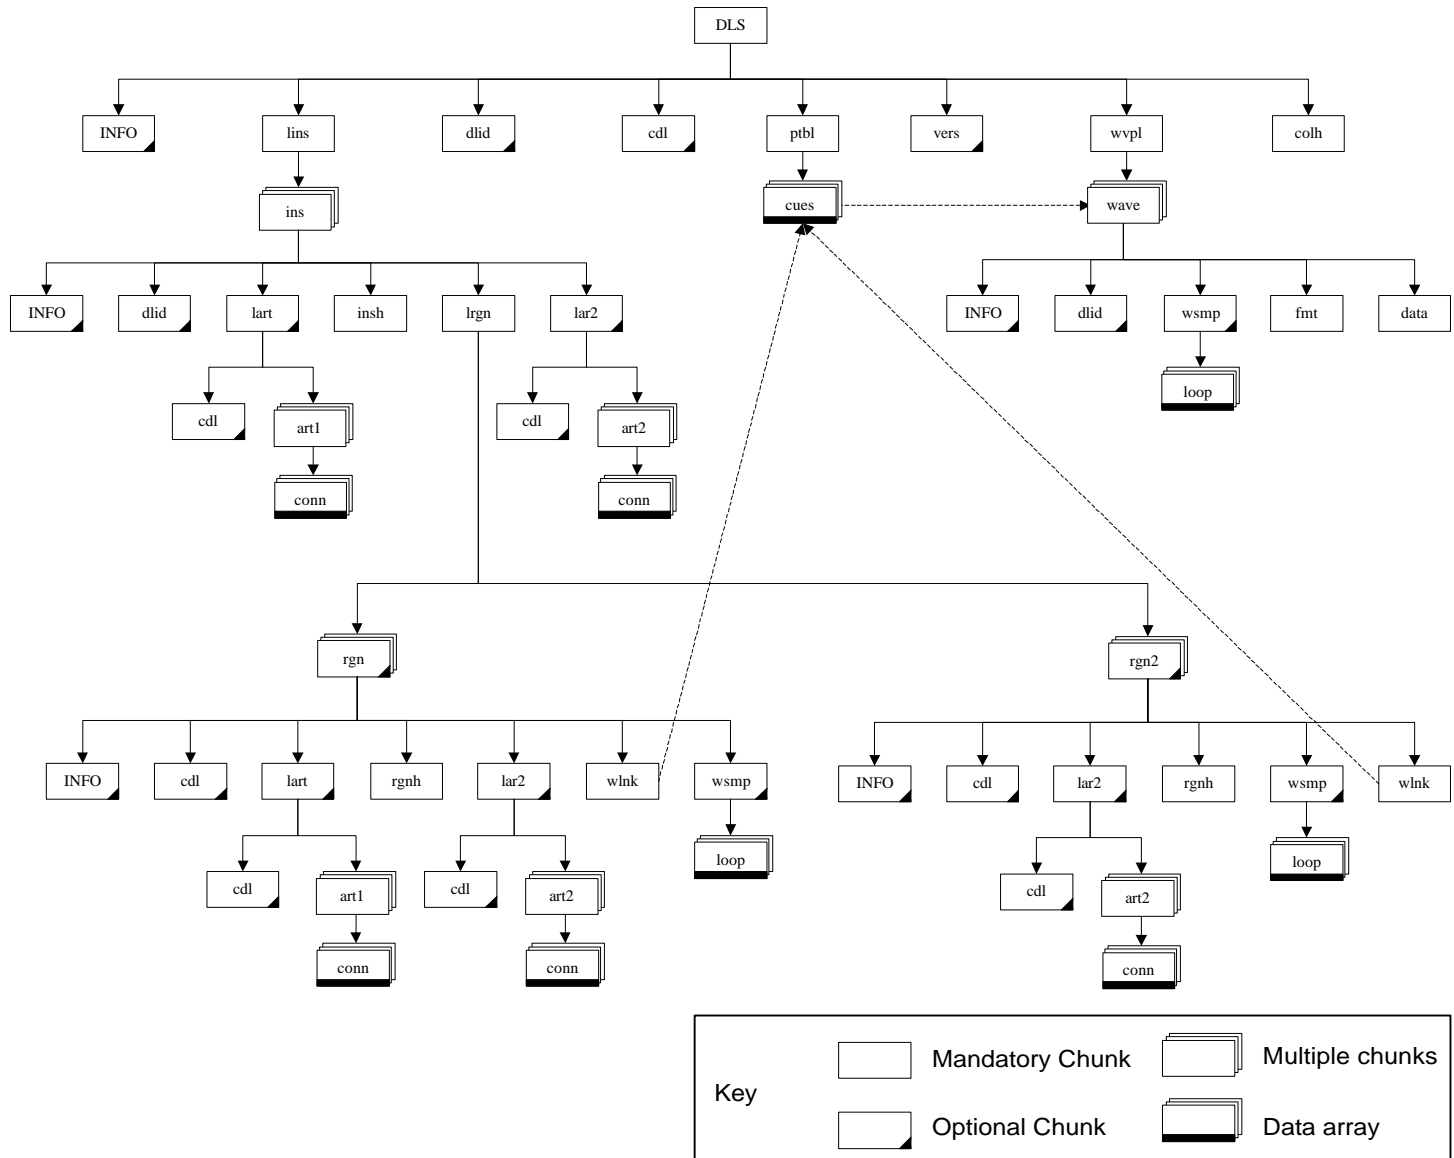 DLS
INFO
lins
dlid
cdl
ptbl
vers
wvpl
colh
ins
cues
wave
INFO
dlid
lart
insh
lrgn
lar2
INFO
dlid
wsmp
fmt
data
cdl
art1
cdl
art2
loop
conn
conn
rgn
rgn2
INFO
cdl
lart
rgnh
lar2
wlnk
wsmp
INFO
cdl
lar2
rgnh
wsmp
wlnk
cdl
art1
cdl
art2
loop
cdl
art2
loop
conn
conn
conn
Key
Mandatory Chunk
Multiple chunks
Optional Chunk
Data array